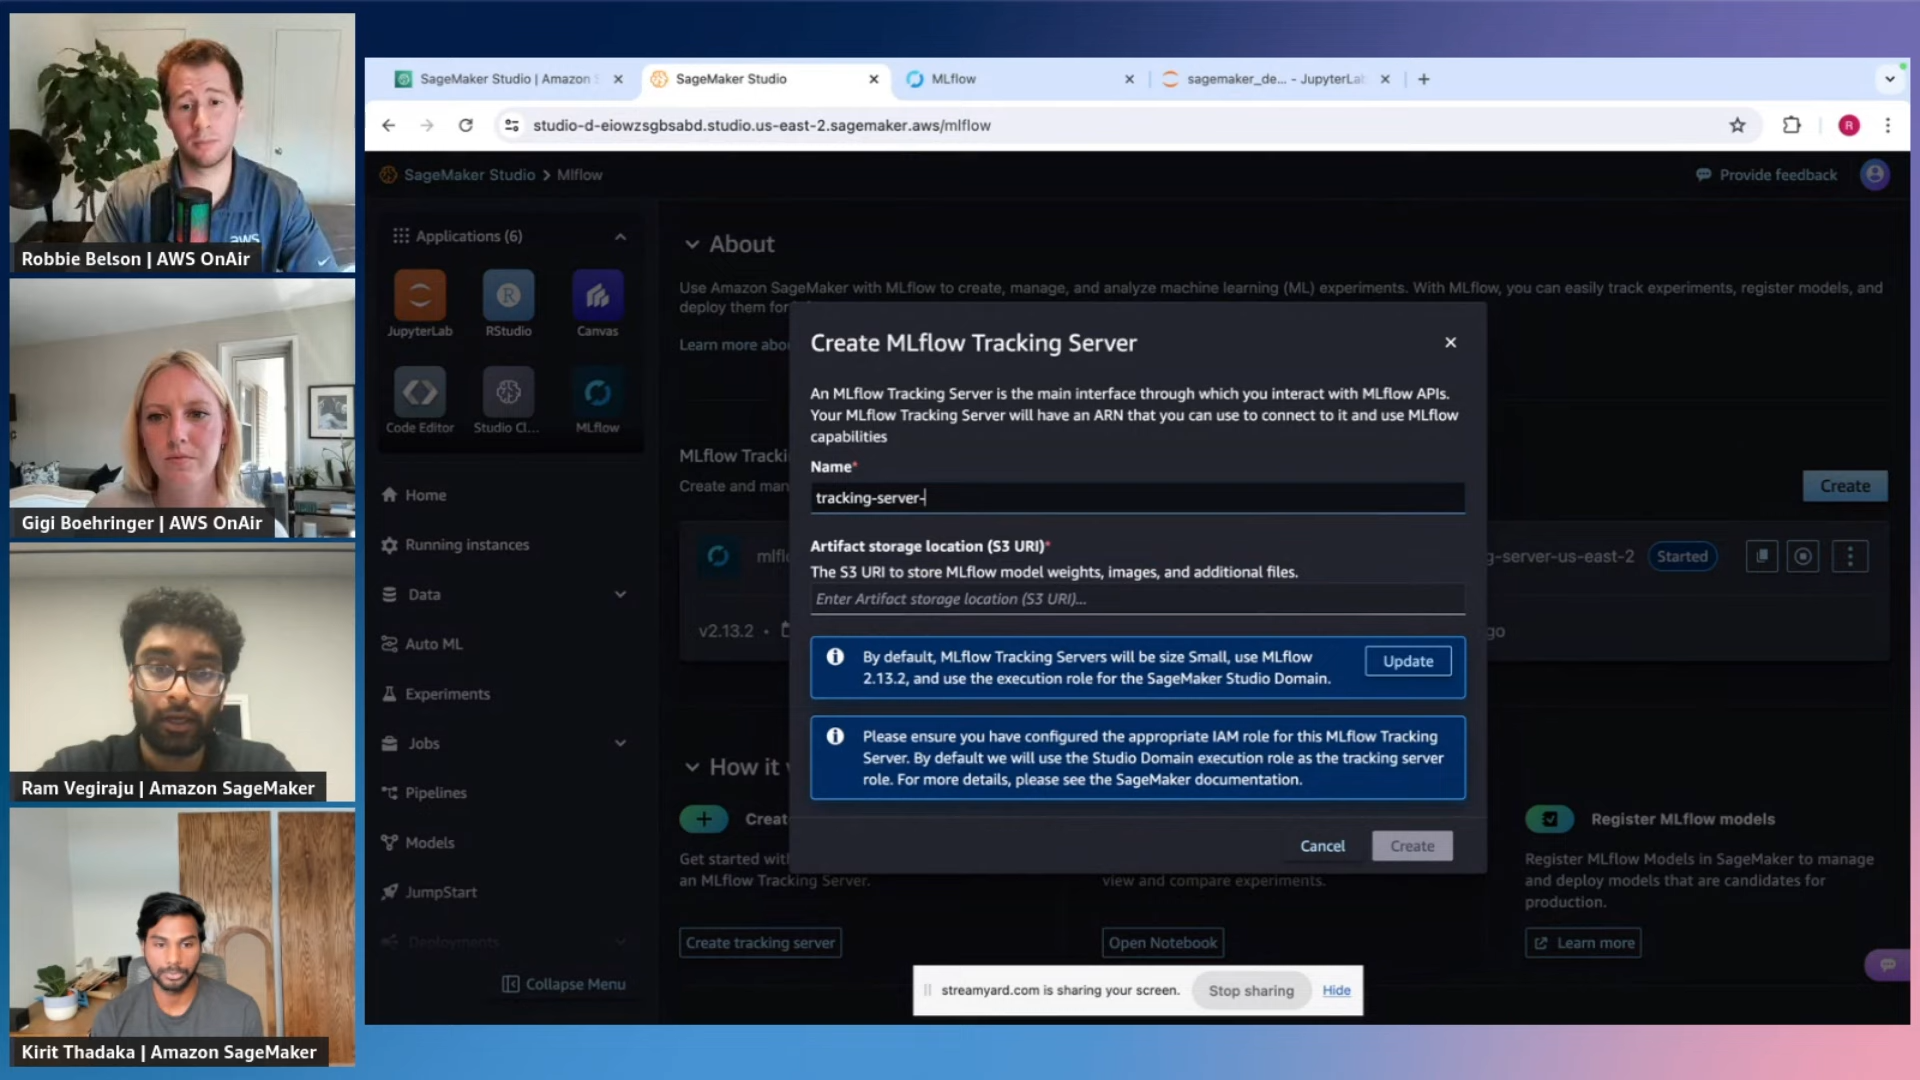 aws
Robbie Belson | AWS OnAir
Gigi Boehringer | AWS OnAir
Ram Vegiraju | Amazon SageMaker
Kirit Thadaka | Amazon SageMaker
SageMaker Studio | Amazon S
SageMaker Studio
MLflow
sagemaker_de... - JupyterLa
studio-d-eiowzsgbsabd.studio.us-east-2.sagemaker.aws/mlflow
R
SageMaker Studio > Mlflow
Provide feedback
Applications (6)
R
JupyterLab
RStudio
Canvas
Code Editor
Studio Cl...
MLflow
Home
Running instances
Data
Auto ML
Experiments
Jobs
Pipelines
Models
JumpStart
Deployments
Collapse Menu
About
Use Amazon SageMaker with MLflow to create, manage, and analyze machine learning (ML) experiments. With MLflow, you can easily track experiments, register models, and
deploy them for
Learn more abo
MLflow Tracki
Create and man
Create
mlfl
g-server-us-east-2
Started
v2.13.2 •
go
Create MLflow Tracking Server
An MLflow Tracking Server is the main interface through which you interact with MLflow APIs.
Your MLflow Tracking Server will have an ARN that you can use to connect to it and use MLflow
capabilities
Name*
tracking-server-
Artifact storage location (S3 URI)*
The S3 URI to store MLflow model weights, images, and additional files.
Enter Artifact storage location (S3 URI)...
By default, MLflow Tracking Servers will be size Small, use MLflow
2.13.2, and use the execution role for the SageMaker Studio Domain.
Update
Please ensure you have configured the appropriate IAM role for this MLflow Tracking
Server. By default we will use the Studio Domain execution role as the tracking server
role. For more details, please see the SageMaker documentation.
Cancel
Create
How it
Creat
Get started wit
an MLflow Tracking Server.
Create tracking server
view and compare experiments.
Open Notebook
Register MLflow models
Register MLflow Models in SageMaker to manage
and deploy models that are candidates for
production.
Learn more
streamyard.com is sharing your screen.
Stop sharing
Hide